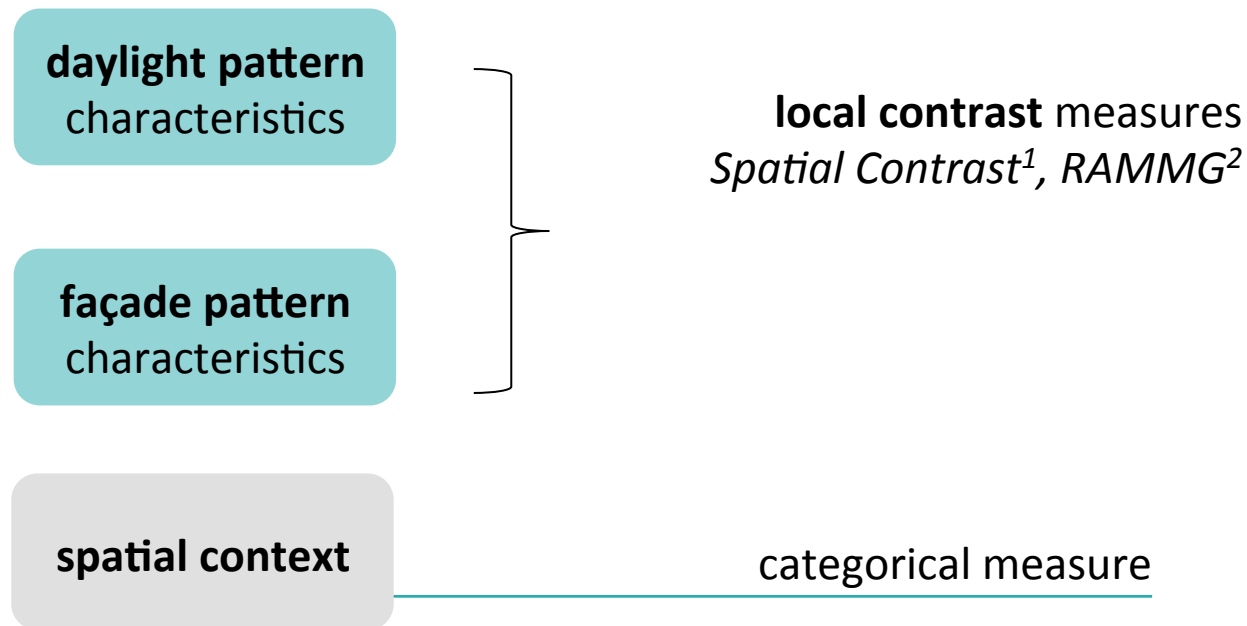 daylight pattern
characteristics
local contrast measures
Spatial Contrast¹, RAMMG²
façade pattern
characteristics
spatial context
categorical measure